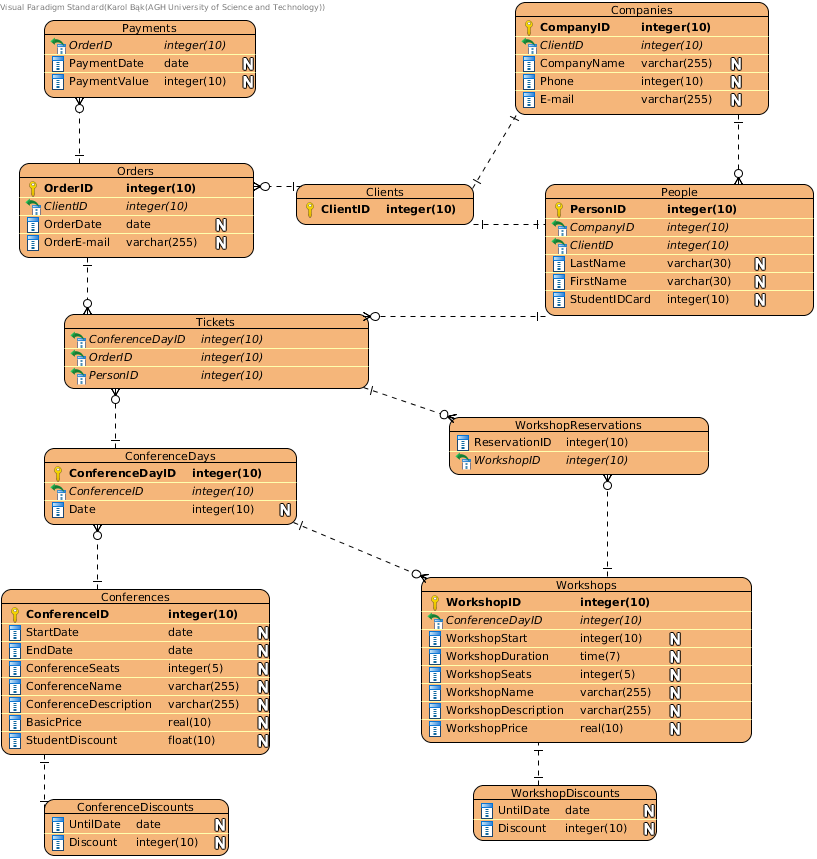 Visual Paradigm Standard(Karol Bąk(AGH University of Science and Technology))
Payments
OrderID integer(10)
PaymentDate date N
PaymentValue integer(10) N
Companies
CompanyID integer(10)
ClientID integer(10)
CompanyName varchar(255) N
Phone integer(10) N
E-mail varchar(255) N
Orders
OrderID integer(10)
ClientID integer(10)
OrderDate date N
OrderE-mail varchar(255) N
Clients
ClientID integer(10)
People
PersonID integer(10)
CompanyID integer(10)
ClientID integer(10)
LastName varchar(30) N
FirstName varchar(30) N
StudentIDCard integer(10) N
Tickets
ConferenceDayID integer(10)
OrderID integer(10)
PersonID integer(10)
WorkshopReservations
ReservationID integer(10)
WorkshopID integer(10)
ConferenceDays
ConferenceDayID integer(10)
ConferenceID integer(10)
Date integer(10) N
Conferences
ConferenceID integer(10)
StartDate date N
EndDate date N
ConferenceSeats integer(5) N
ConferenceName varchar(255) N
ConferenceDescription varchar(255) N
BasicPrice real(10) N
StudentDiscount float(10) N
Workshops
WorkshopID integer(10)
ConferenceDayID integer(10)
WorkshopStart integer(10) N
WorkshopDuration time(7) N
WorkshopSeats integer(5) N
WorkshopName varchar(255) N
WorkshopDescription varchar(255) N
WorkshopPrice real(10) N
ConferenceDiscounts
UntilDate date N
Discount integer(10) N
WorkshopDiscounts
UntilDate date N
Discount integer(10) N